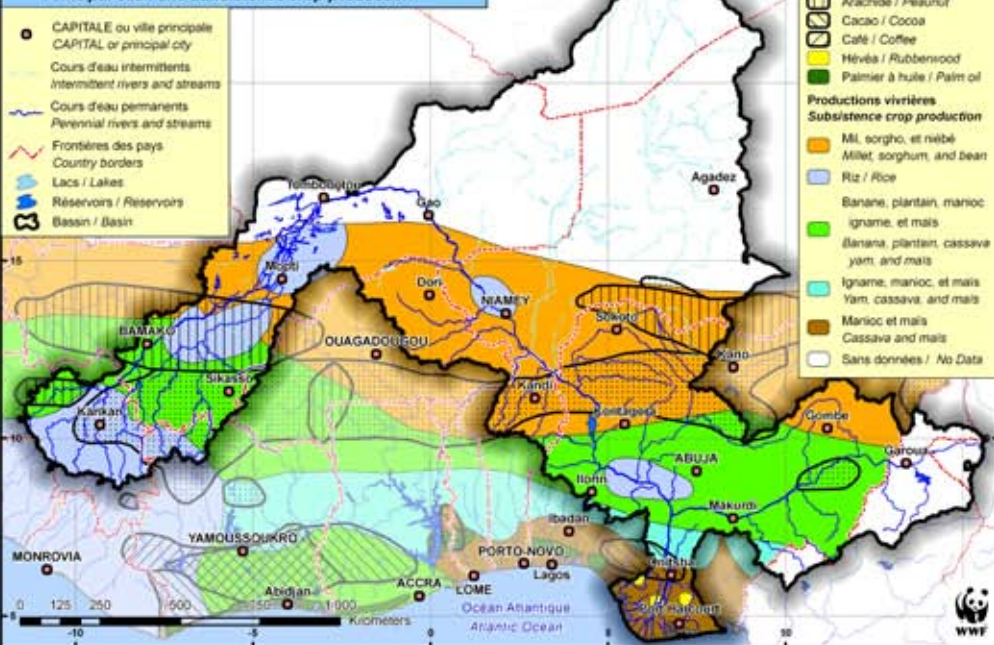 CAPITALE ou ville principale
CAPITAL or principal city
Cours d'eau intermittents
Intermittent rivers and streams
Cours d'eau permanents
Perennial rivers and streams
Frontières des pays
Country borders
Lacs / Lakes
Réservoirs / Reservoirs
Bassin / Basin
Arachide / Peanut
Cacao / Cocoa
Café / Coffee
Hévéa / Rubberwood
Palmier à huile / Palm oil
Productions vivrières
Subsistence crop production
Mil, sorgho, et niébé
Millet, sorghum, and bean
Riz / Rice
Banane, plantain, manioc
igname, et maïs
Banana, plantain, cassava
yam, and maïs
Igname, manioc, et maïs
Yam, cassava, and maïs
Manioc et maïs
Cassava and maïs
Sans données / No Data
Agadez
Tombouctou
Gao
15
Mopti
Dori
NIAMEY
Sokoto
BAMAKO
OUAGADOUGOU
Kano
Sikasso
Kandi
Kankan
Kontagora
Gombe
10
ABUJA
Garoua
Ilorin
Makurdi
Ibadan
YAMOUSSOUKRO
MONROVIA
PORTO-NOVO
Lagos
Onitsha
Abidjan
ACCRA
LOME
Port Harcourt
0 125 250 500 750 1 000
Kilometers
Océan Atlantique
Atlantic Ocean
5
-10 -5 0 5 10
WWF